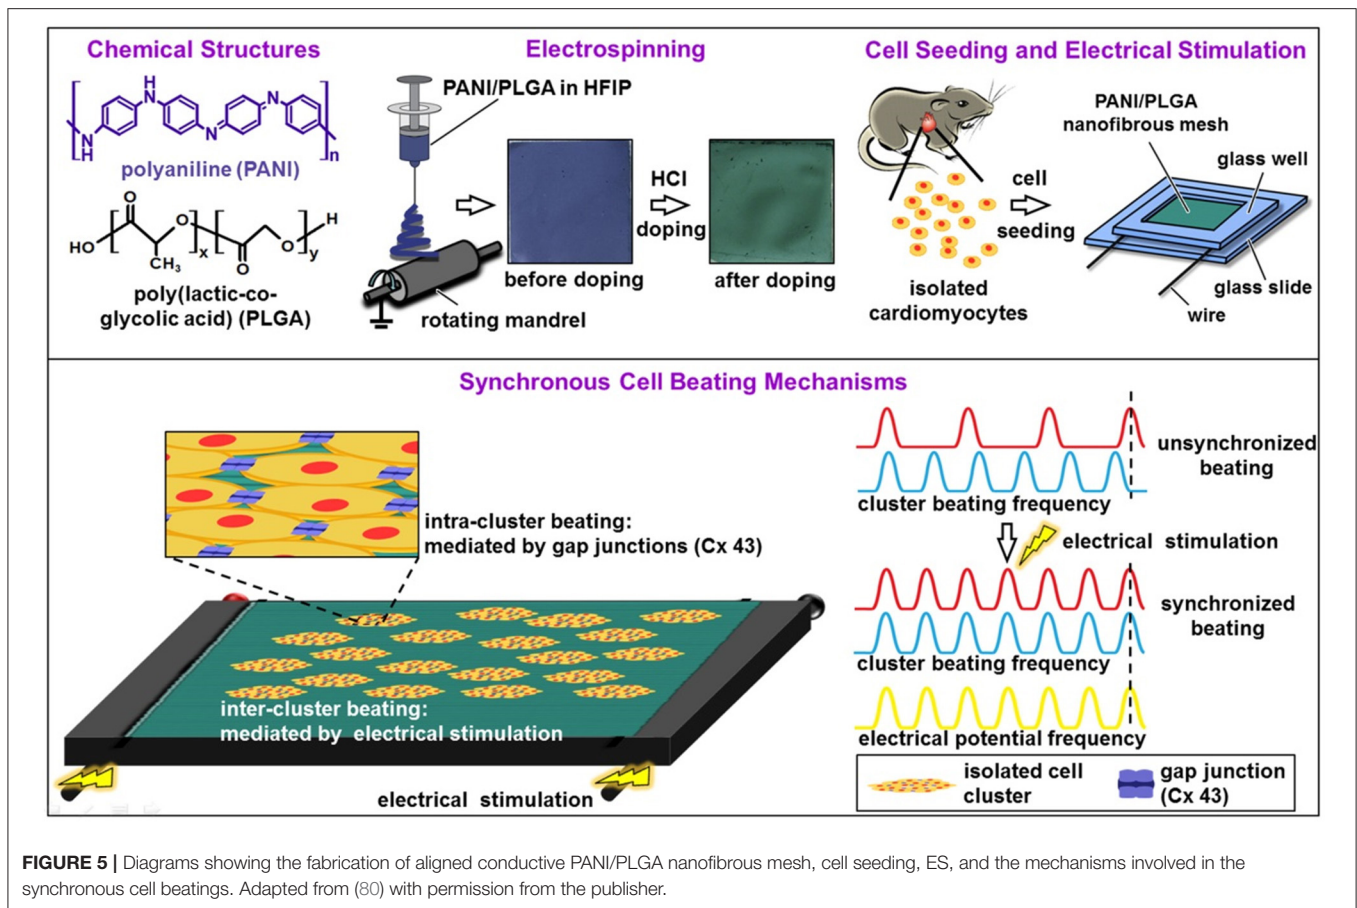 Chemical Structures
H
N
N
N
N
H
n
polyaniline (PANI)
O
HO
O
CH3
x
O
O
y
H
poly(lactic-co-
glycolic acid) (PLGA)
Electrospinning
PANI/PLGA in HFIP
before doping
HCl
doping
after doping
rotating mandrel
Cell Seeding and Electrical Stimulation
PANI/PLGA
nanofibrous mesh
glass well
cell
seeding
isolated
cardiomyocytes
glass slide
wire
Synchronous Cell Beating Mechanisms
intra-cluster beating:
mediated by gap junctions (Cx 43)
inter-cluster beating:
mediated by electrical stimulation
electrical stimulation
unsynchronized
beating
cluster beating frequency
electrical stimulation
synchronized
beating
cluster beating frequency
electrical potential frequency
isolated cell
cluster
gap junction
(Cx 43)
FIGURE 5 | Diagrams showing the fabrication of aligned conductive PANI/PLGA nanofibrous mesh, cell seeding, ES, and the mechanisms involved in the
synchronous cell beatings. Adapted from (80) with permission from the publisher.